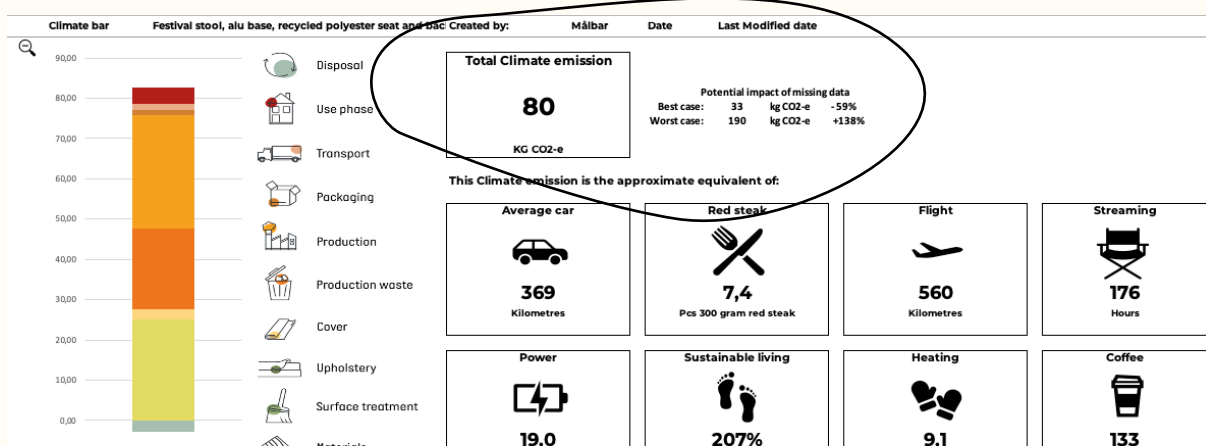 Climate bar Festival stool, alu base, recycled polyester seat and bac Created by: Målbar Date Last Modified date
90,00
80,00
70,00
60,00
50,00
40,00
30,00
20,00
10,00
0,00
Disposal
Use phase
Transport
Packaging
Production
Production waste
Cover
Upholstery
Surface treatment
Materials
Total Climate emission
80
KG CO2-e
Potential impact of missing data
Best case: 33 kg CO2-e -59%
Worst case: 190 kg CO2-e +138%
This Climate emission is the approximate equivalent of:
Average car
369
Kilometres
Red steak
7,4
Pcs 300 gram red steak
Flight
560
Kilometres
Streaming
176
Hours
Power
19,0
Sustainable living
207%
Heating
9,1
Coffee
133